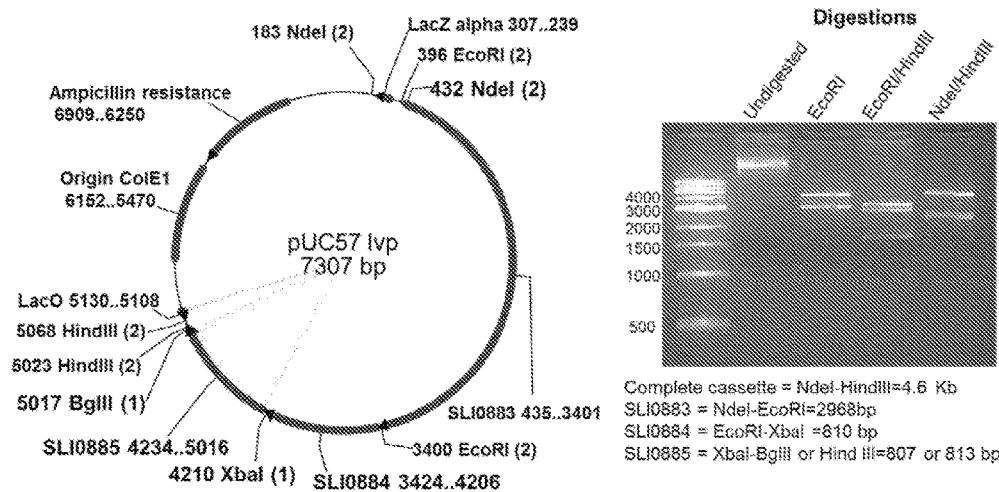 183 NdeI (2)
LacZ alpha 307..239
396 EcoRI (2)
432 NdeI (2)
Ampicillin resistance
6909..6250
Origin ColE1
6152..5470
pUC57 lvp
7307 bp
LacO 5130..5108
5068 HindIII (2)
5023 HindIII (2)
5017 BglII (1)
SLI0885 4234..5016
4210 XbaI (1)
SLI0884 3424..4206
3400 EcoRI (2)
SLI0883 435..3401
Digestions
Undigested
EcoRI
EcoRI/HindIII
NdeI/HindIII
4000
3000
2000
1500
1000
500
Complete cassette = NdeI-HindIII=4.6 Kb
SLI0883 = NdeI-EcoRI=2968bp
SLI0884 = EcoRI-XbaI =810 bp
SLI0885 = XbaI-BglII or Hind III=807 or 813 bp